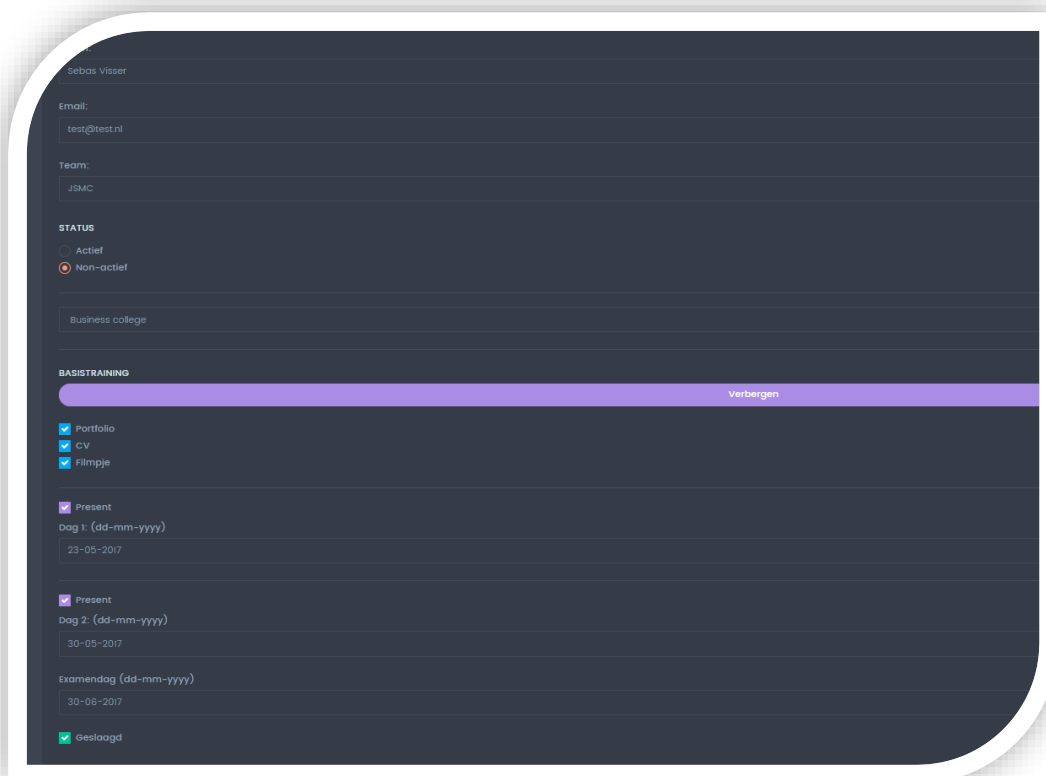 Sebas Visser
Email:
test@test.nl
Team:
JSMC
STATUS
Actief
Non-actief
Business college
BASISTRAINING
Verbergen
Portfolio
CV
Filmpje
Present
Dag 1: (dd-mm-yyyy)
23-05-2017
Present
Dag 2: (dd-mm-yyyy)
30-05-2017
Examendag (dd-mm-yyyy)
30-06-2017
Geslaagd